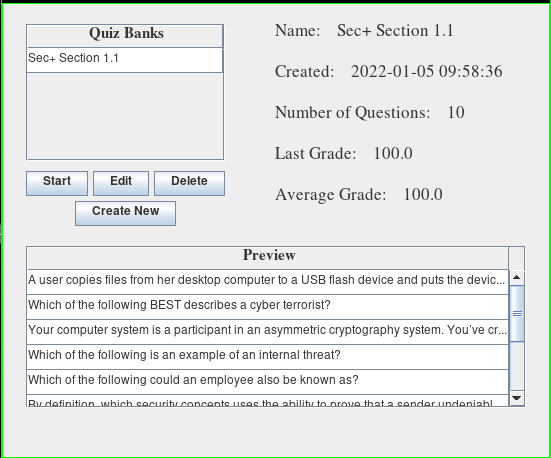 Quiz Banks
Sec+ Section 1.1
Start Edit Delete
Create New
Name: Sec+ Section 1.1
Created: 2022-01-05 09:58:36
Number of Questions: 10
Last Grade: 100.0
Average Grade: 100.0
Preview
A user copies files from her desktop computer to a USB flash device and puts the devic...
Which of the following BEST describes a cyber terrorist?
Your computer system is a participant in an asymmetric cryptography system. You've cr...
Which of the following is an example of an internal threat?
Which of the following could an employee also be known as?
By definition, which security concepts uses the ability to prove that a sender undeniabl...